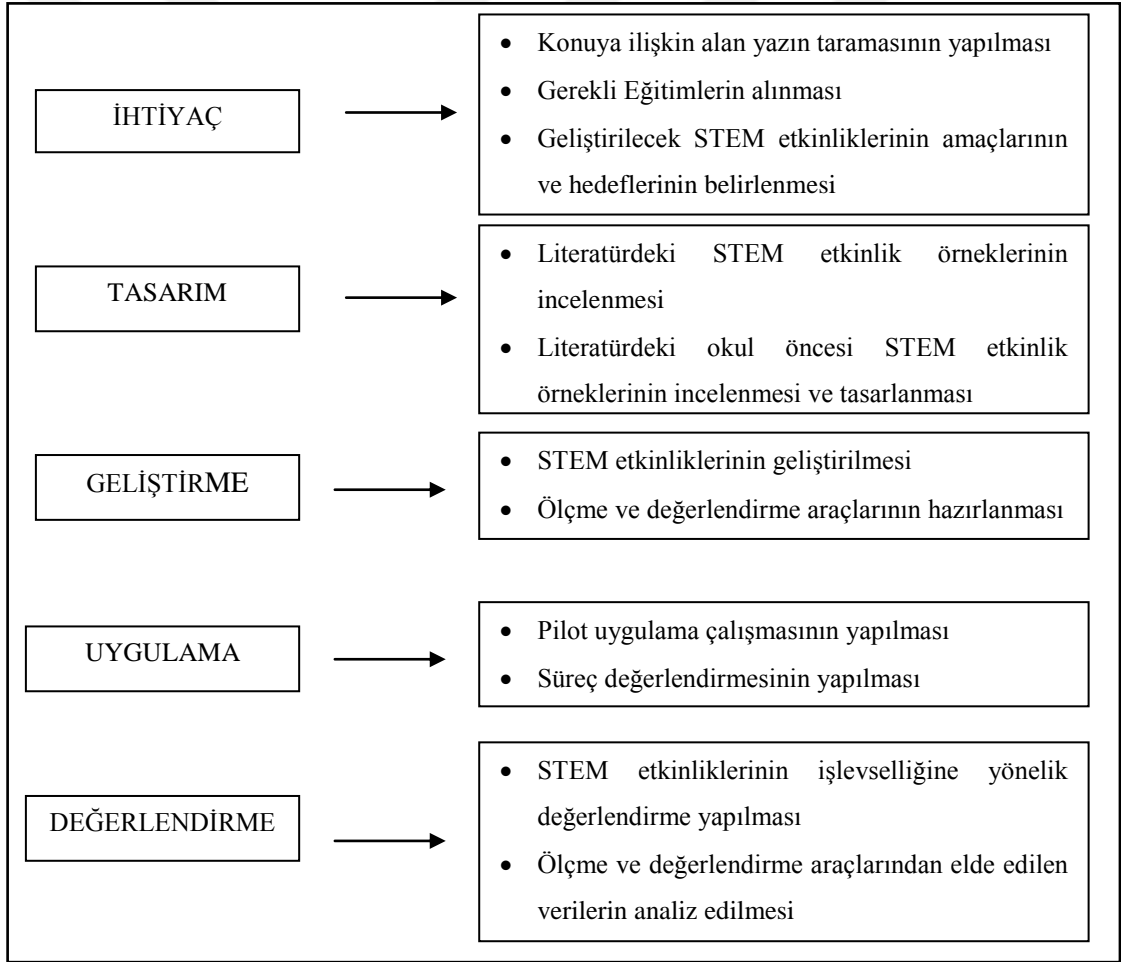 İHTİYAÇ
• Konuya ilişkin alan yazın taramasının yapılması
• Gerekli Eğitimlerin alınması
• Geliştirilecek STEM etkinliklerinin amaçlarının
ve hedeflerinin belirlenmesi
TASARIM
• Literatürdeki STEM etkinlik örneklerinin
incelenmesi
• Literatürdeki okul öncesi STEM etkinlik
örneklerinin incelenmesi ve tasarlanması
GELİŞTİRME
• STEM etkinliklerinin geliştirilmesi
• Ölçme ve değerlendirme araçlarının hazırlanması
UYGULAMA
• Pilot uygulama çalışmasının yapılması
• Süreç değerlendirmesinin yapılması
DEĞERLENDİRME
• STEM etkinliklerinin işlevselliğine yönelik
değerlendirme yapılması
• Ölçme ve değerlendirme araçlarından elde edilen
verilerin analiz edilmesi